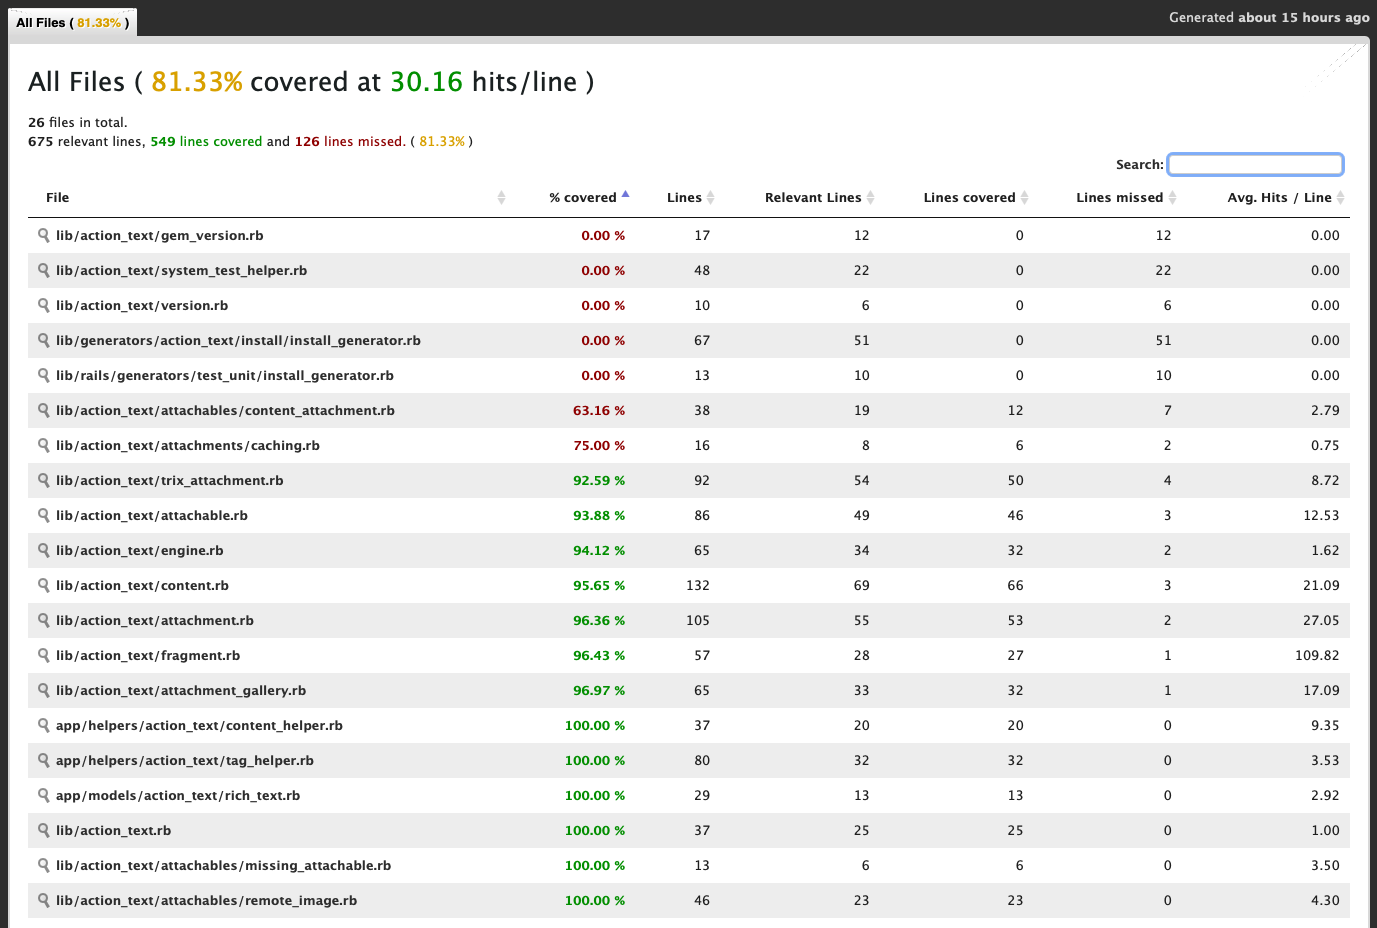 All Files ( 81.33% )
Generated about 15 hours ago
All Files ( 81.33% covered at 30.16 hits/line )
26 files in total.
675 relevant lines, 549 lines covered and 126 lines missed. ( 81.33% )
Search:
File % covered Lines Relevant Lines Lines covered Lines missed Avg. Hits / Line
lib/action_text/gem_version.rb 0.00 % 17 12 0 12 0.00
lib/action_text/system_test_helper.rb 0.00 % 48 22 0 22 0.00
lib/action_text/version.rb 0.00 % 10 6 0 6 0.00
lib/generators/action_text/install/install_generator.rb 0.00 % 67 51 0 51 0.00
lib/rails/generators/test_unit/install_generator.rb 0.00 % 13 10 0 10 0.00
lib/action_text/attachables/content_attachment.rb 63.16 % 38 19 12 7 2.79
lib/action_text/attachments/caching.rb 75.00 % 16 8 6 2 0.75
lib/action_text/trix_attachment.rb 92.59 % 92 54 50 4 8.72
lib/action_text/attachable.rb 93.88 % 86 49 46 3 12.53
lib/action_text/engine.rb 94.12 % 65 34 32 2 1.62
lib/action_text/content.rb 95.65 % 132 69 66 3 21.09
lib/action_text/attachment.rb 96.36 % 105 55 53 2 27.05
lib/action_text/fragment.rb 96.43 % 57 28 27 1 109.82
lib/action_text/attachment_gallery.rb 96.97 % 65 33 32 1 17.09
app/helpers/action_text/content_helper.rb 100.00 % 37 20 20 0 9.35
app/helpers/action_text/tag_helper.rb 100.00 % 80 32 32 0 3.53
app/models/action_text/rich_text.rb 100.00 % 29 13 13 0 2.92
lib/action_text.rb 100.00 % 37 25 25 0 1.00
lib/action_text/attachables/missing_attachable.rb 100.00 % 13 6 6 0 3.50
lib/action_text/attachables/remote_image.rb 100.00 % 46 23 23 0 4.30